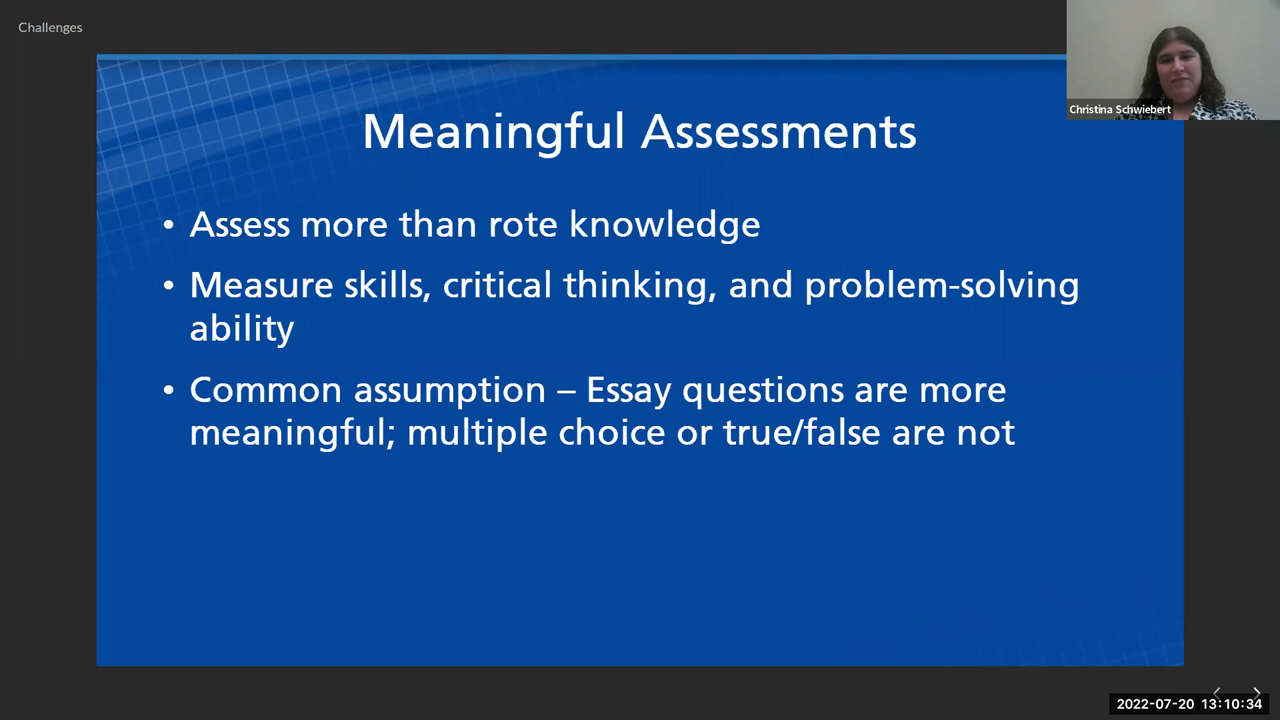 Challenges
Christina Schwiebert
Meaningful Assessments
• Assess more than rote knowledge
• Measure skills, critical thinking, and problem-solving
ability
• Common assumption – Essay questions are more
meaningful; multiple choice or true/false are not
2022-07-20 13:10:34